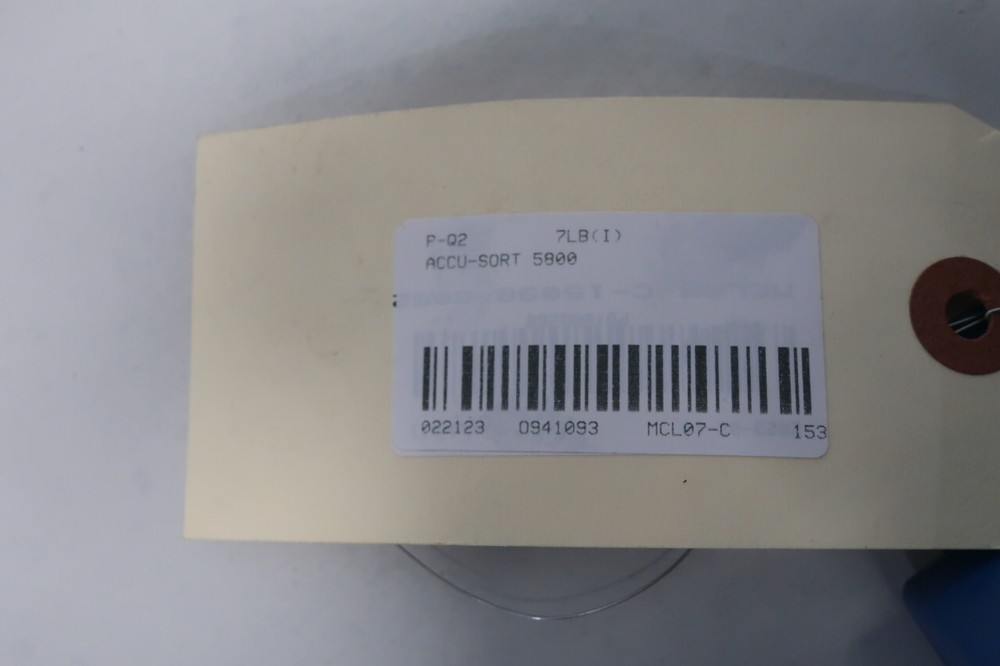 P-Q2 7LB(I)
ACCU-SORT 5800
022123 0941093 MCL07-C 153